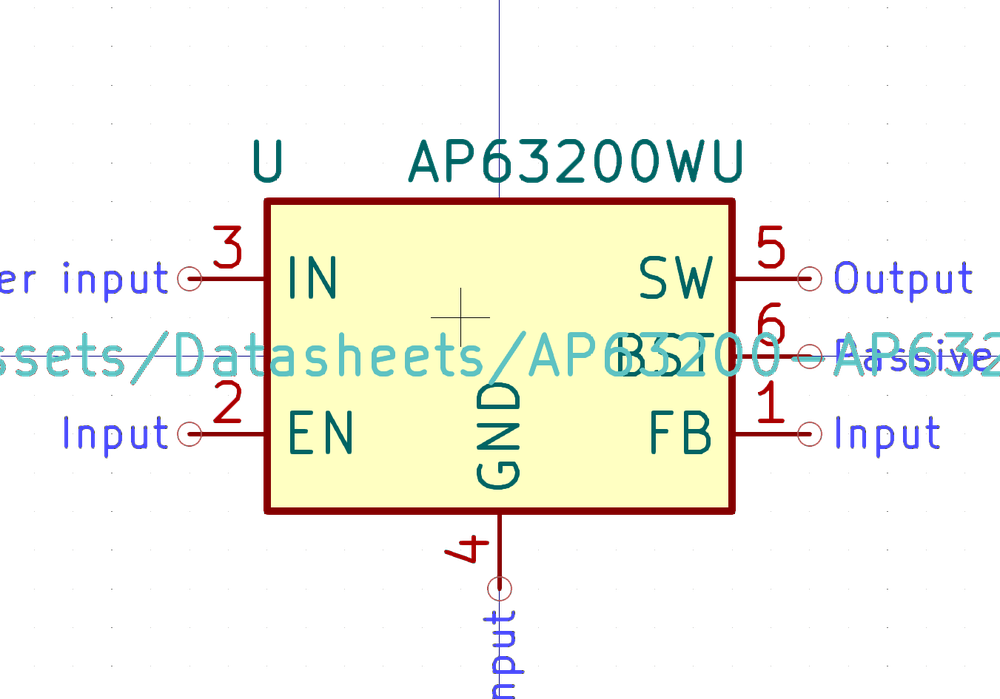 U AP63200WU
3 5
er input IN SW Output
6
ssets/Datasheets/AP63200-AP632
BST Passive
2 1
Input EN FB Input
GND
4
nput